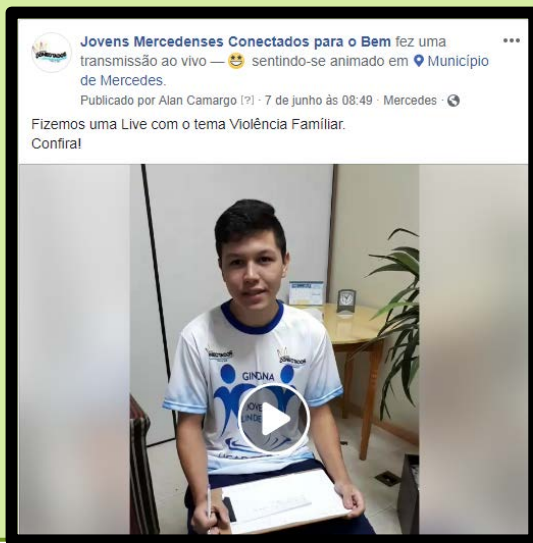 Jovens Mercedenses Conectados para o Bem fez uma
transmissão ao vivo — sentindo-se animado em Município
de Mercedes.
Publicado por Alan Camargo [?] · 7 de junho às 08:49 · Mercedes ·
Fizemos uma Live com o tema Violência Famíliar.
Confira!
GINCANA